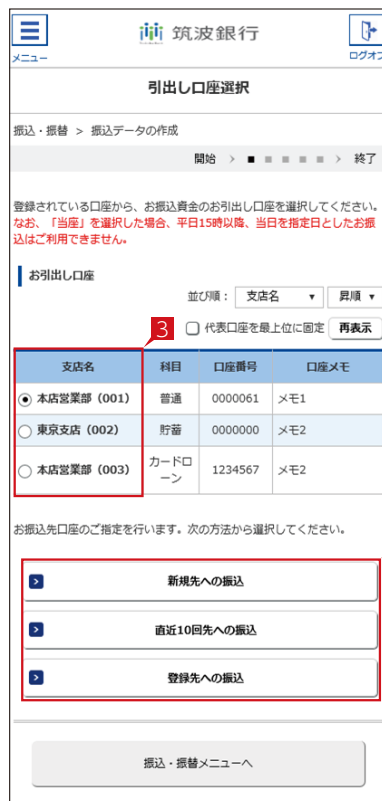 筑波銀行
メニュー
ログオフ
引出し口座選択
振込・振替 > 振込データの作成
開始 > ■ ■ ■ ■ ■ > 終了
登録されている口座から、お振込資金のお引出し口座を選択してください。
なお、「当座」を選択した場合、平日15時以降、当日を指定日としたお振
込はご利用できません。
お引出し口座
並び順： 支店名 ▼ 昇順 ▼
3 代表口座を最上位に固定 再表示
支店名 科目 口座番号 口座メモ
本店営業部（001） 普通 0000061 メモ1
東京支店（002） 貯蓄 0000000 メモ2
本店営業部（003） カードロ
ーン 1234567 メモ2
お振込先口座のご指定を行います。次の方法から選択してください。
新規先への振込
直近10回先への振込
登録先への振込
振込・振替メニューへ